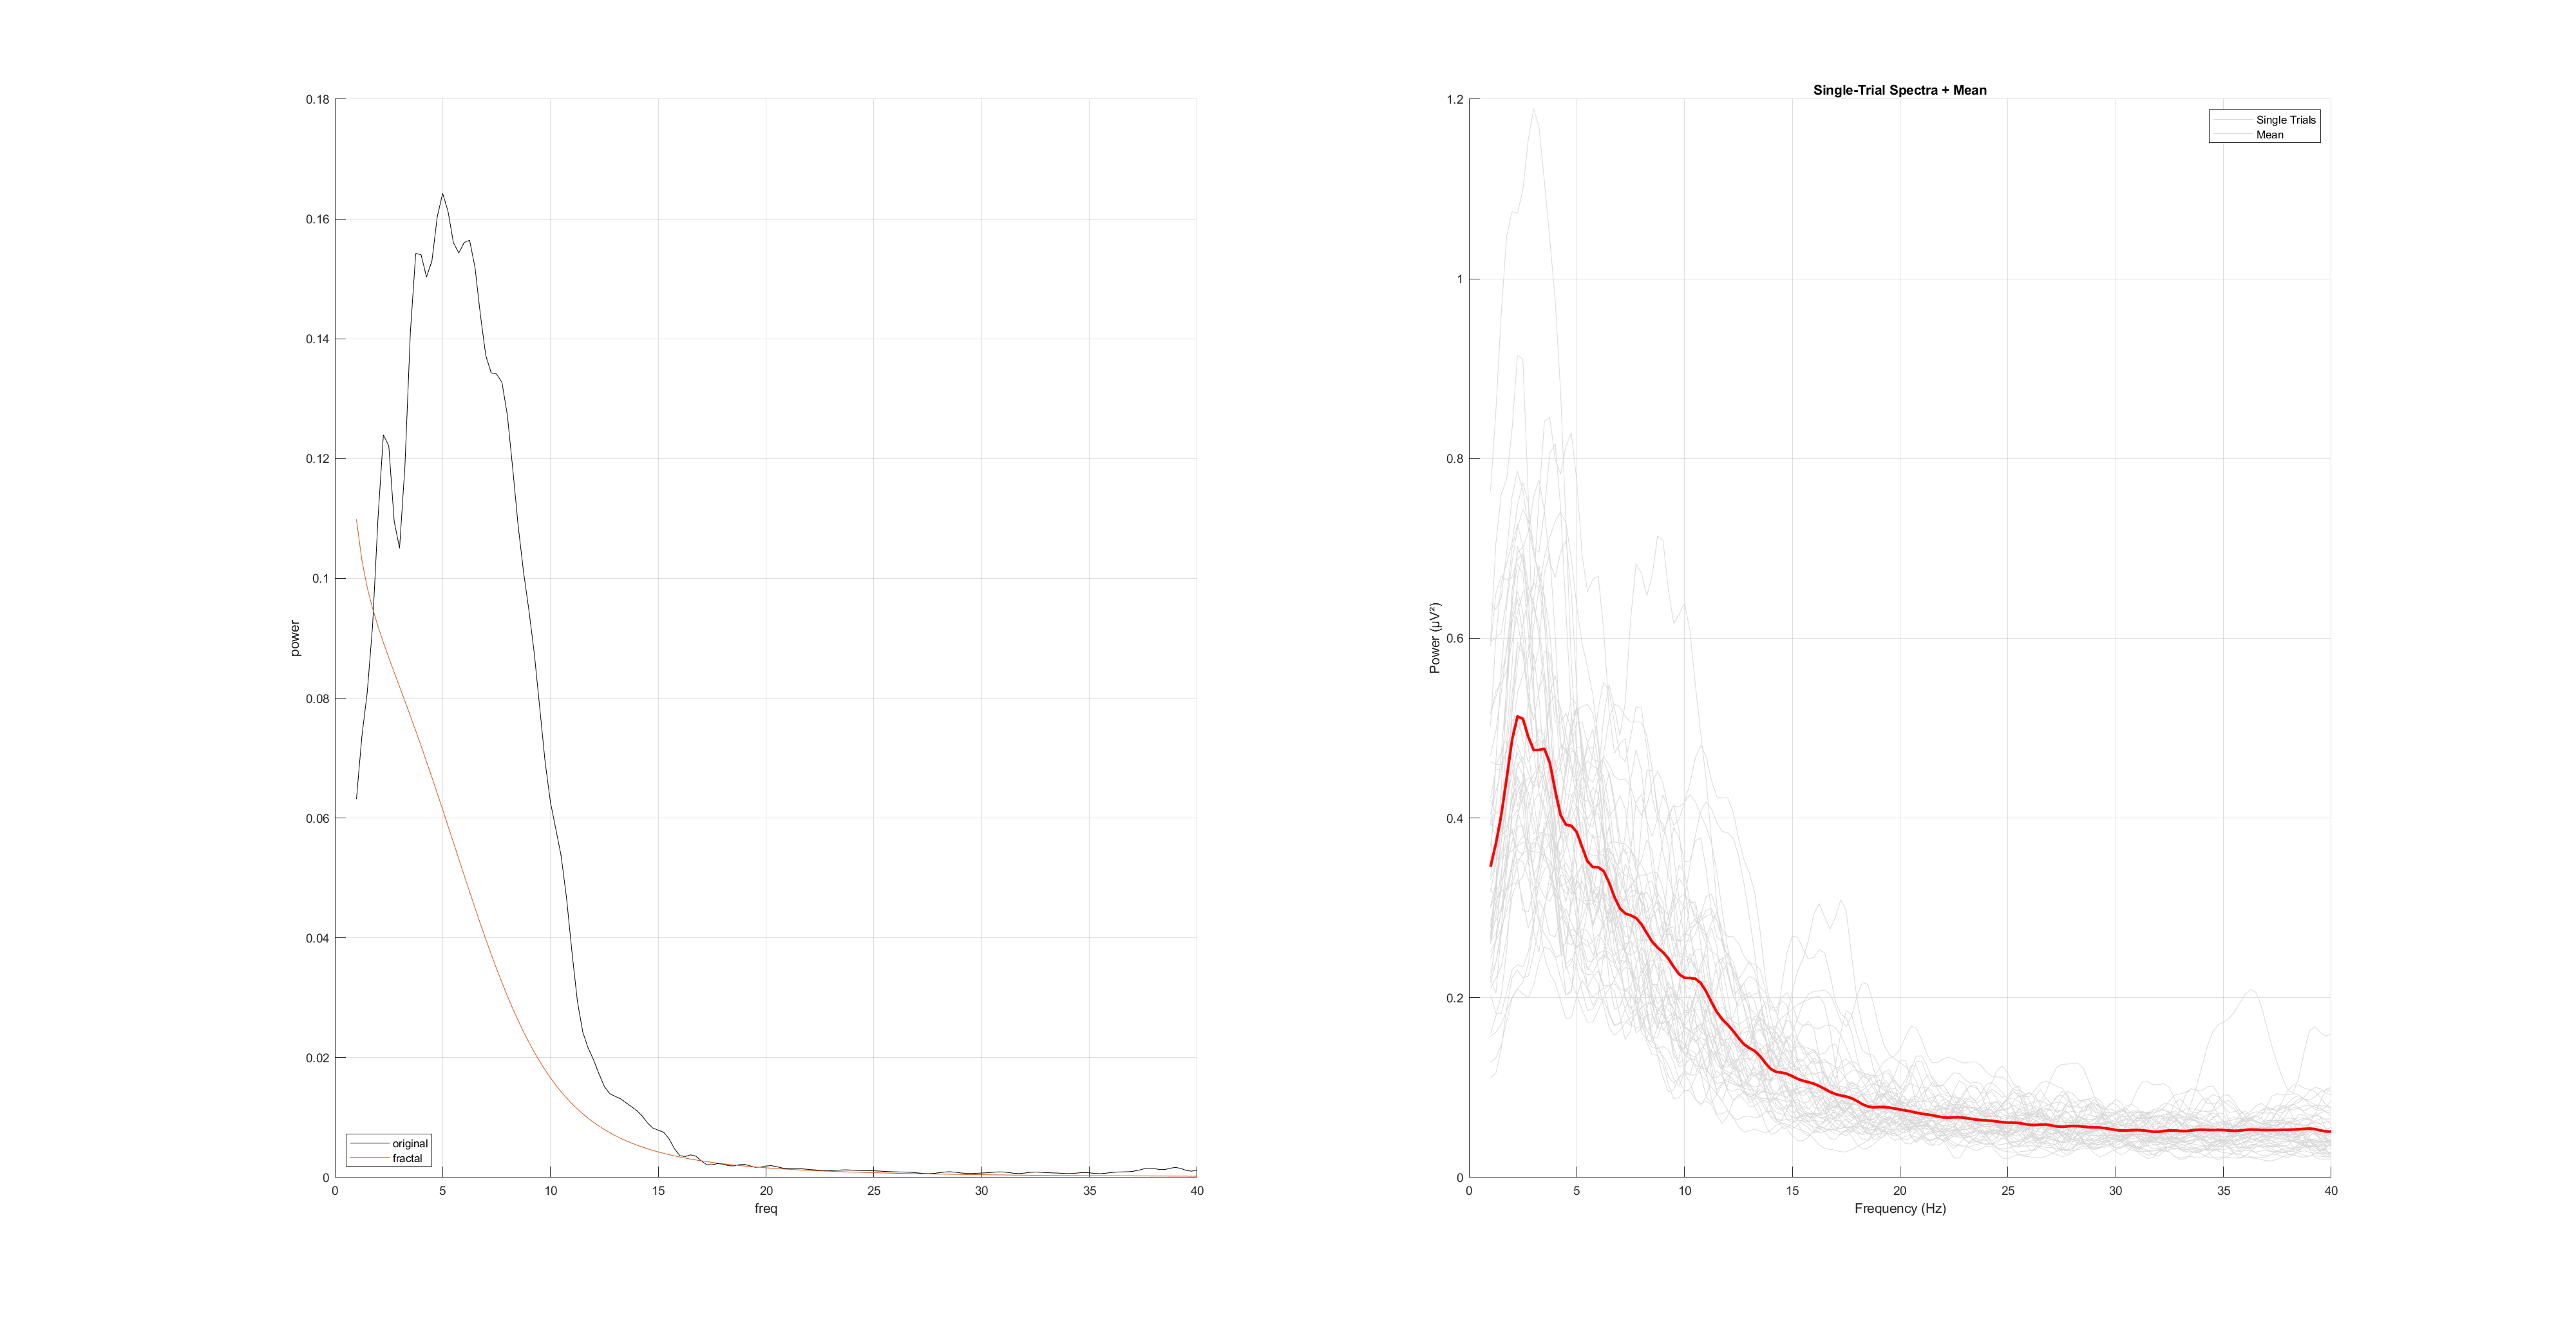 0.18
0.16
0.14
0.12
0.1
0.08
0.06
0.04
0.02
0
power
original
fractal
0 5 10 15 20 25 30 35 40
freq
Single-Trial Spectra + Mean
1.2
1
0.8
0.6
0.4
0.2
0
Power (µV²)
Single Trials
Mean
0 5 10 15 20 25 30 35 40
Frequency (Hz)